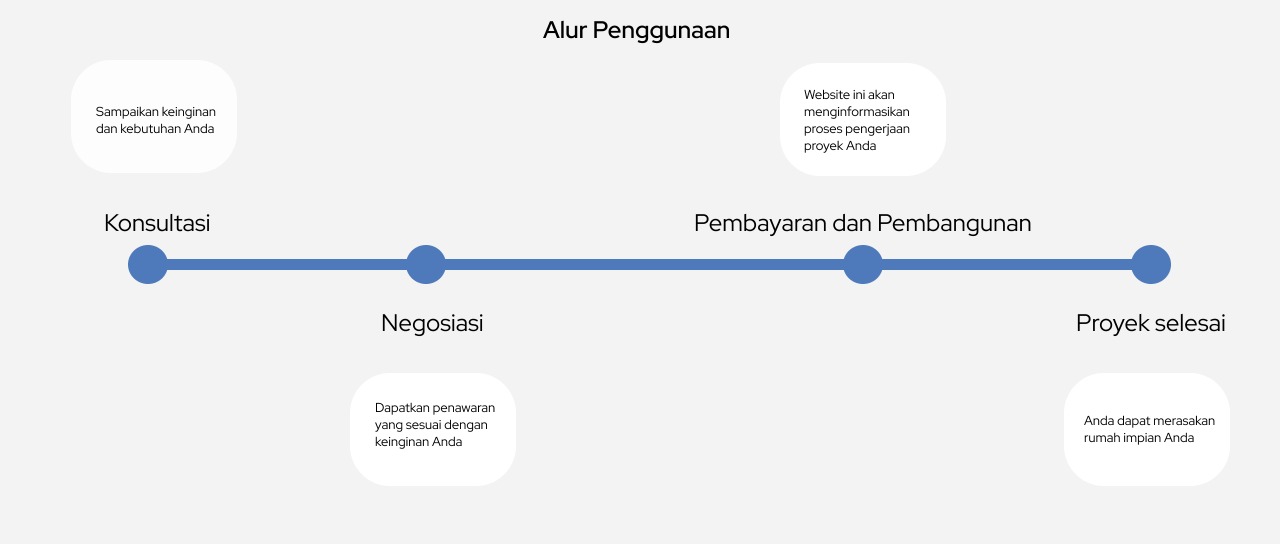 Alur Penggunaan
Sampaikan keinginan
dan kebutuhan Anda
Konsultasi
Negosiasi
Dapatkan penawaran
yang sesuai dengan
keinginan Anda
Website ini akan
menginformasikan
proses pengerjaan
proyek Anda
Pembayaran dan Pembangunan
Proyek selesai
Anda dapat merasakan
rumah impian Anda